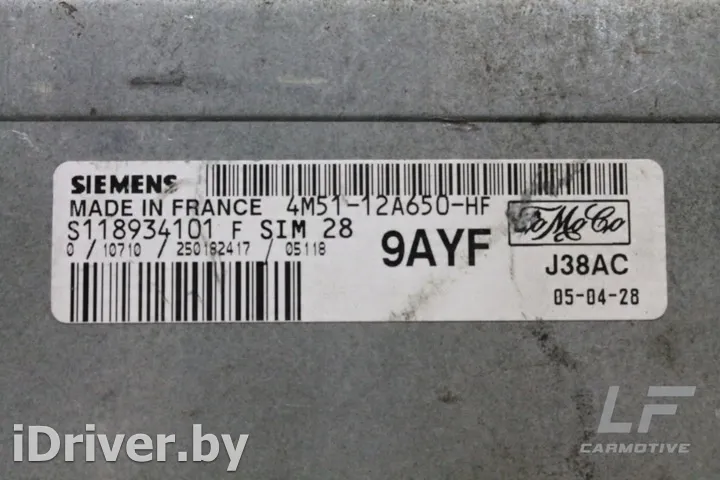 SIEMENS
MADE IN FRANCE 4M51-12A650-HF
S118934101 F SIM 28
0 / 10710 / 250182417 / 05118
9AYF
FoMoCo
J38AC
05-04-28
iDriver.by
LF
CARMOTIVE